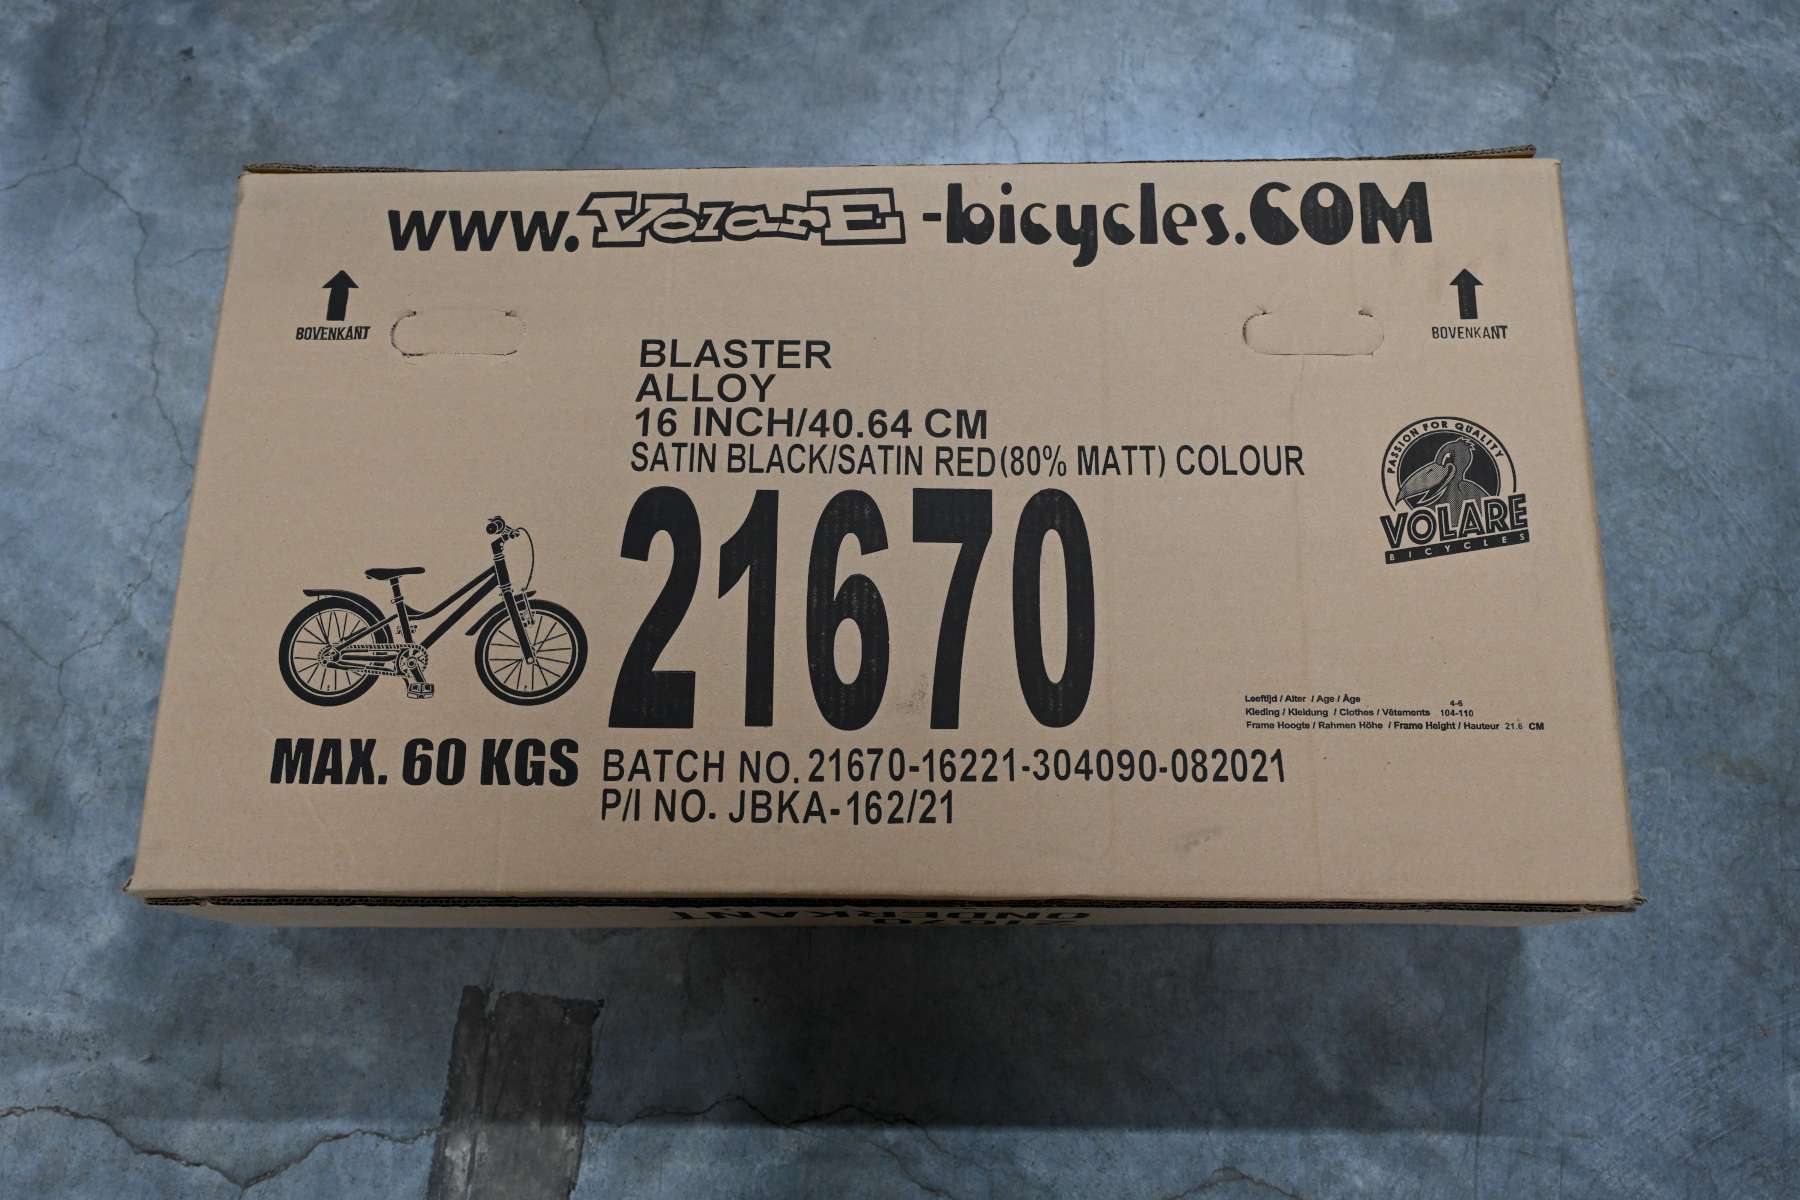 www.VolarE-bicycles.COM
BOVENKANT
BOVENKANT
BLASTER
ALLOY
16 INCH/40.64 CM
SATIN BLACK/SATIN RED(80% MATT) COLOUR
21670
PASSION FOR QUALITY
VOLARE
BICYCLES
Leeftijd / Alter / Age / Âge 4-6
Kleding / Kleidung / Clothes / Vêtements 104-110
Frame Hoogte / Rahmen Höhe / Frame Height / Hauteur 21.6 CM
MAX. 60 KGS
BATCH NO. 21670-16221-304090-082021
P/I NO. JBKA-162/21
21670
ONDERKANT
ONDERKANT